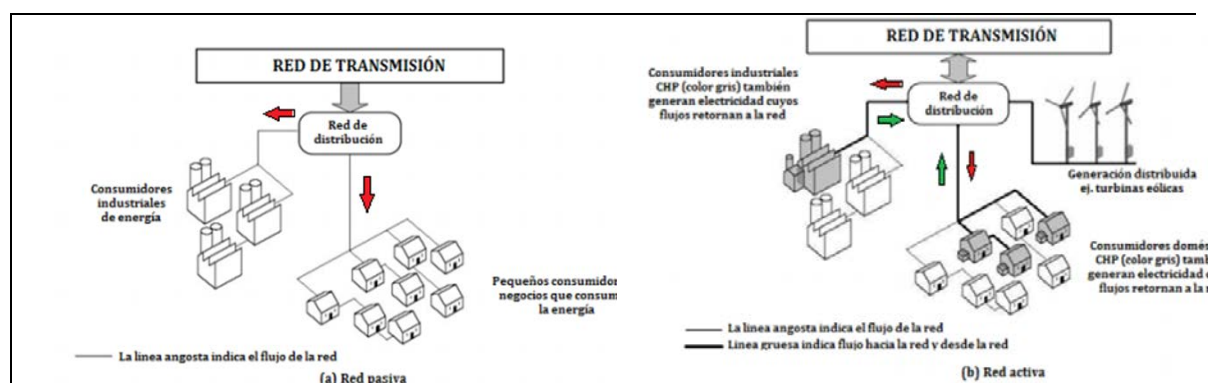 RED DE TRANSMISIÓN
Red de
distribución
Consumidores
industriales
de energía
Pequeños consumido
negocios que consum
la energía
La linea angosta indica el flujo de la red
(a) Red pasiva
RED DE TRANSMISIÓN
Consumidores industriales
CHP (color gris) también
generan electricidad cuyos
flujos retornan a la red
Red de
distribución
Generación distribuida
ej. turbinas eólicas
Consumidores domés
CHP (color gris) tamb
generan electricidad
flujos retornan a la
La linea angosta indica el flujo de la red
Linea gruesa indica flujo hacia la red y desde la red
(b) Red activa